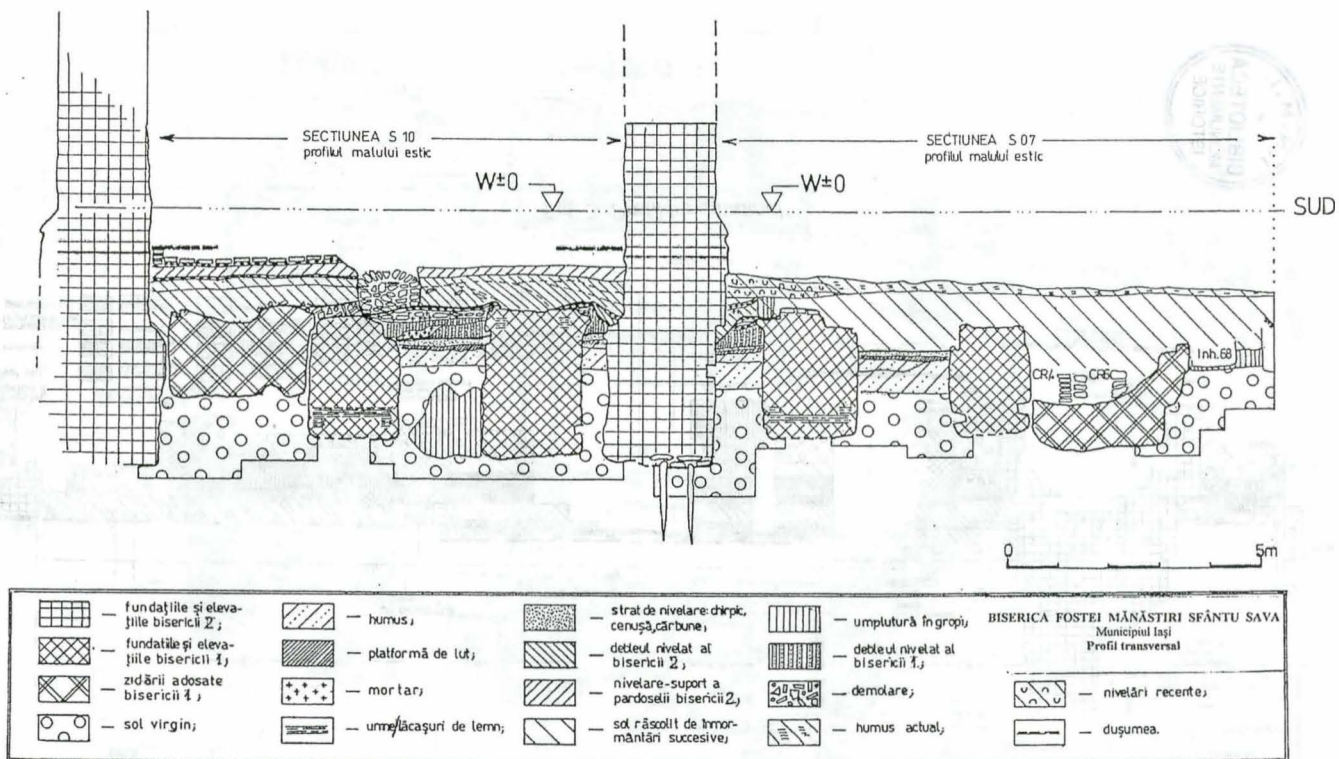 SECTIUNEA S 10
profilul malului estic
SECTIUNEA S 07
profilul malului estic
W±0
W±0
SUD
CR4
CR5
Inh.68
0
5m
— fundațiile și eleva-
țiile bisericii 2;
— fundatiile și eleva-
țiile bisericii 1;
— zidării adosate
bisericii 1;
— sol virgin;
— humus;
— platformă de lut;
— mortar;
— urme/lăcașuri de lemn;
— strat de nivelare: chirpic,
cenușă, cărbune;
— debleul nivelat al
bisericii 2;
— nivelare-suport a
pardoselii bisericii 2;
— sol răscolit de înmor-
mântări succesive;
— umplutură în gropi;
— debleul nivelat al
bisericii 1;
— demolare;
— humus actual;
BISERICA FOSTEI MĂNĂSTIRI SFÂNTU SAVA
Municipiul Iași
Profil transversal
— nivelări recente;
— dușumea.